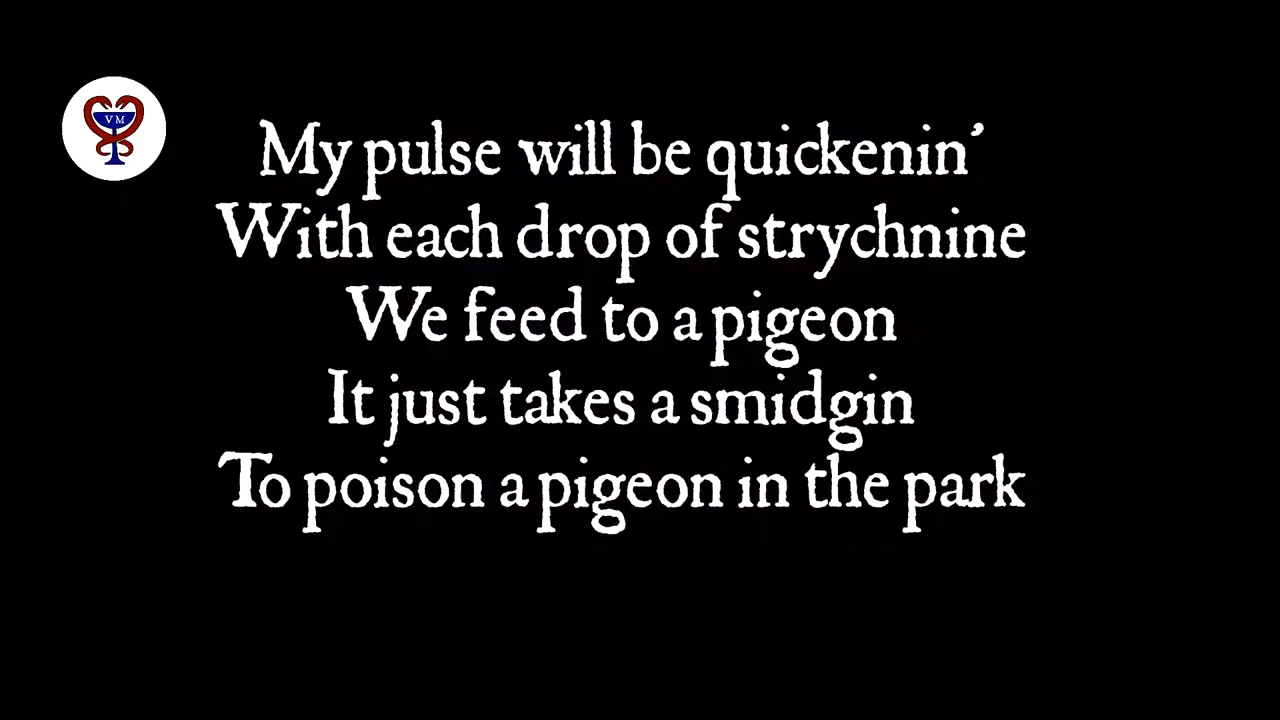 VM
My pulse will be quickenin’
With each drop of strychnine
We feed to a pigeon
It just takes a smidgin
To poison a pigeon in the park